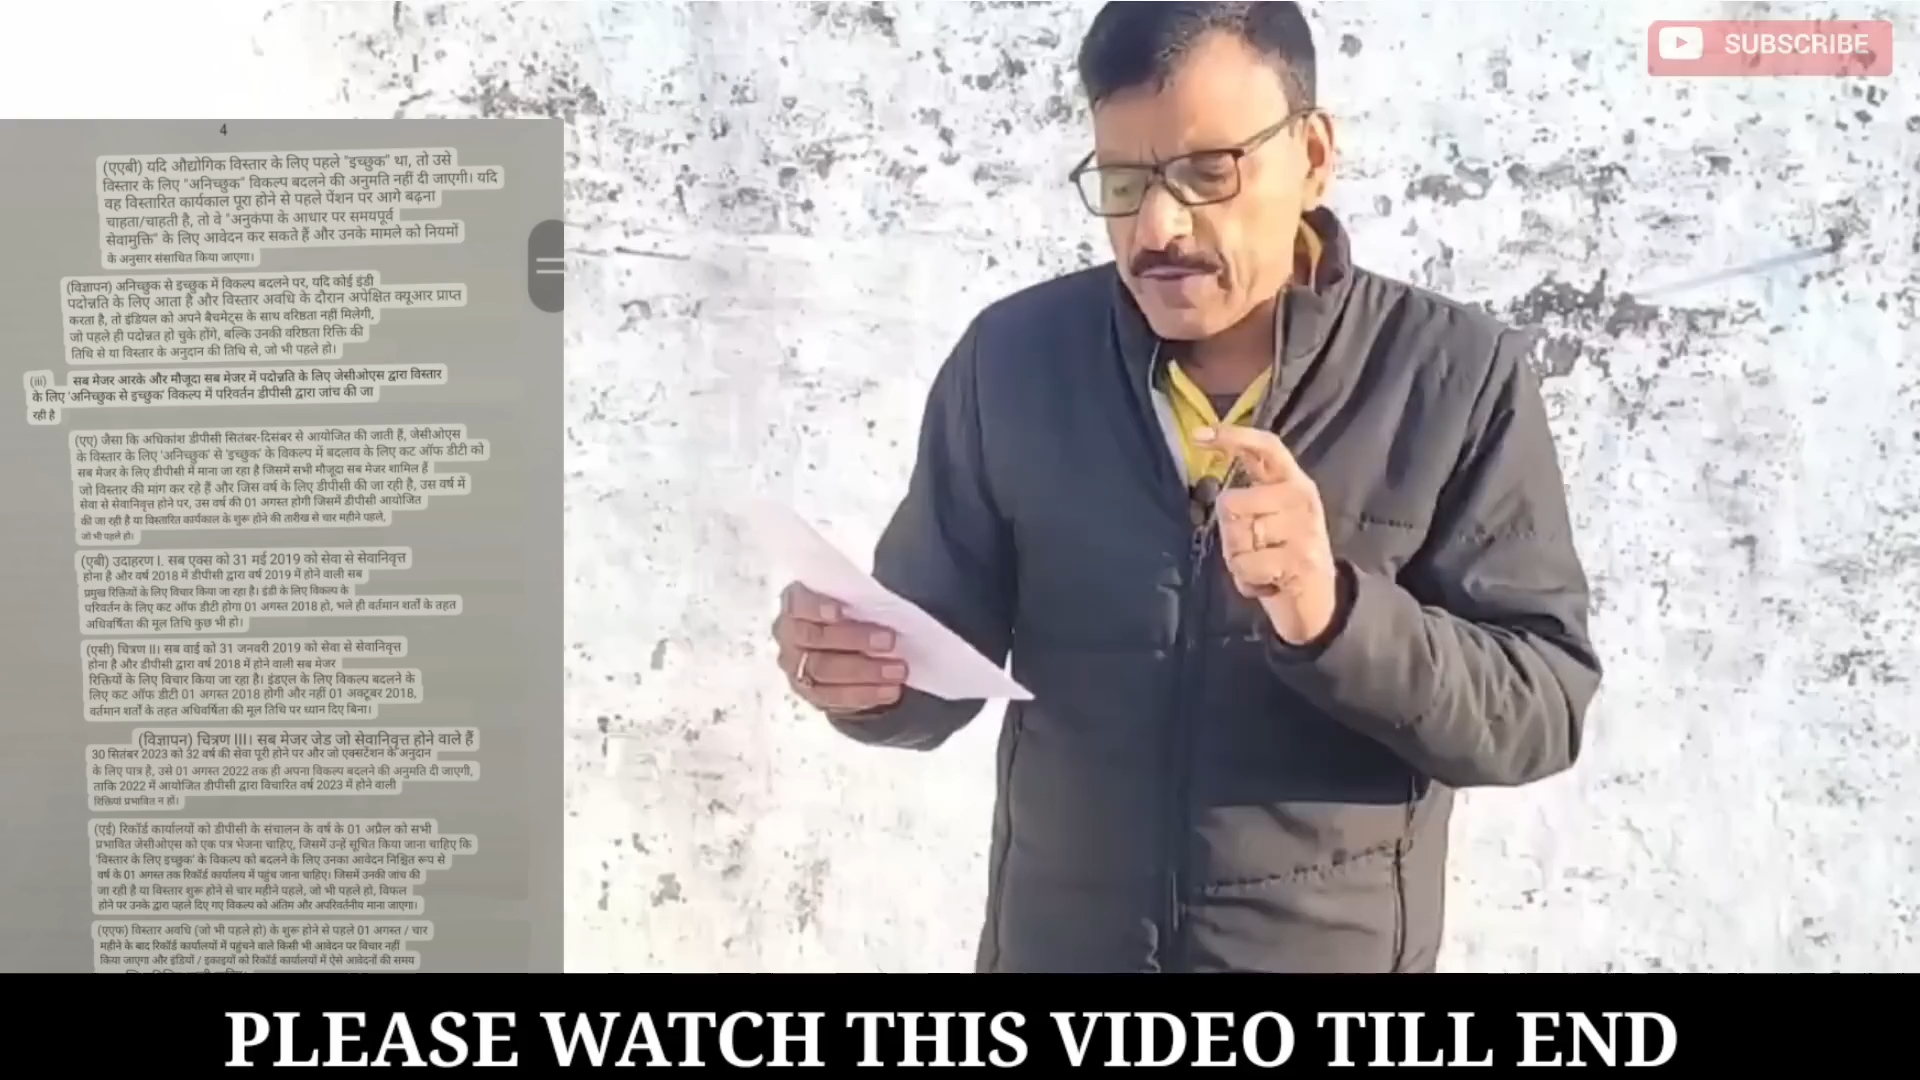 SUBSCRIBE
4
(एएबी) यदि औद्योगिक विस्तार के लिए पहले "इच्छुक" था, तो उसे
विस्तार के लिए "अनिच्छुक" विकल्प बदलने की अनुमति नहीं दी जाएगी। यदि
वह विस्तारित कार्यकाल पूरा होने से पहले पेंशन पर आगे बढ़ना
चाहता/चाहती है, तो वे "अनुकंपा के आधार पर समयपूर्व
सेवामुक्ति" के लिए आवेदन कर सकते हैं और उनके मामले को नियमों
के अनुसार संसाधित किया जाएगा।
(विज्ञापन) अनिच्छुक से इच्छुक में विकल्प बदलने पर, यदि कोई इंडी
पदोन्नति के लिए आता है और विस्तार अवधि के दौरान अपेक्षित क्यूआर प्राप्त
करता है, तो इंडियल को अपने बैचमेट्स के साथ वरिष्ठता नहीं मिलेगी,
जो पहले ही पदोन्नत हो चुके होंगे, बल्कि उनकी वरिष्ठता रिक्ति की
तिथि से या विस्तार के अनुदान की तिथि से, जो भी पहले हो।
(iii) सब मेजर आरके और मौजूदा सब मेजर में पदोन्नति के लिए जेसीओएस द्वारा विस्तार
के लिए 'अनिच्छुक से इच्छुक' विकल्प में परिवर्तन डीपीसी द्वारा जांच की जा
रही है
(एए) जैसा कि अधिकांश डीपीसी सितंबर-दिसंबर से आयोजित की जाती हैं, जेसीओएस
के विस्तार के लिए 'अनिच्छुक' से 'इच्छुक' के विकल्प में बदलाव के लिए कट ऑफ डीटी को
सब मेजर के लिए डीपीसी में माना जा रहा है जिसमें सभी मौजूदा सब मेजर शामिल हैं
जो विस्तार की मांग कर रहे हैं और जिस वर्ष के लिए डीपीसी की जा रही है, उस वर्ष में
सेवा से सेवानिवृत्त होने पर, उस वर्ष की 01 अगस्त होगी जिसमें डीपीसी आयोजित
की जा रही है या विस्तारित कार्यकाल के शुरू होने की तारीख से चार महीने पहले,
जो भी पहले हो।
(एबी) उदाहरण I. सब एक्स को 31 मई 2019 को सेवा से सेवानिवृत्त
होना है और वर्ष 2018 में डीपीसी द्वारा वर्ष 2019 में होने वाली सब
प्रमुख रिक्तियों के लिए विचार किया जा रहा है। इंडी के लिए विकल्प के
परिवर्तन के लिए कट ऑफ डीटी होगा 01 अगस्त 2018 हो, भले ही वर्तमान शर्तों के तहत
अधिवर्षिता की मूल तिथि कुछ भी हो।
(एसी) चित्रण II। सब वाई को 31 जनवरी 2019 को सेवा से सेवानिवृत्त
होना है और डीपीसी द्वारा वर्ष 2018 में होने वाली सब मेजर
रिक्तियों के लिए विचार किया जा रहा है। इंडएल के लिए विकल्प बदलने के
लिए कट ऑफ डीटी 01 अगस्त 2018 होगी और नहीं 01 अक्टूबर 2018,
वर्तमान शर्तों के तहत अधिवर्षिता की मूल तिथि पर ध्यान दिए बिना।
(विज्ञापन) चित्रण III। सब मेजर जेड जो सेवानिवृत्त होने वाले हैं
30 सितंबर 2023 को 32 वर्ष की सेवा पूरी होने पर और जो एक्सटेंशन के अनुदान
के लिए पात्र है, उसे 01 अगस्त 2022 तक ही अपना विकल्प बदलने की अनुमति दी जाएगी,
ताकि 2022 में आयोजित डीपीसी द्वारा विचारित वर्ष 2023 में होने वाली
रिक्तियां प्रभावित न हो।
(एई) रिकॉर्ड कार्यालयों को डीपीसी के संचालन के वर्ष के 01 अप्रैल को सभी
प्रभावित जेसीओएस को एक पत्र भेजना चाहिए, जिसमें उन्हें सूचित किया जाना चाहिए कि
'विस्तार के लिए इच्छुक' के विकल्प को बदलने के लिए उनका आवेदन निश्चित रूप से
वर्ष के 01 अगस्त तक रिकॉर्ड कार्यालय में पहुंच जाना चाहिए। जिसमें उनकी जांच की
जा रही है या विस्तार शुरू होने से चार महीने पहले, जो भी पहले हो, विफल
होने पर उनके द्वारा पहले दिए गए विकल्प को अंतिम और अपरिवर्तनीय माना जाएगा।
(एएफ) विस्तार अवधि (जो भी पहले हो) के शुरू होने से पहले 01 अगस्त / चार
महीने के बाद रिकॉर्ड कार्यालयों में पहुंचने वाले किसी भी आवेदन पर विचार नहीं
किया जाएगा और इंडियों / इकाइयों को रिकॉर्ड कार्यालयों में ऐसे आवेदनों की समय
PLEASE WATCH THIS VIDEO TILL END